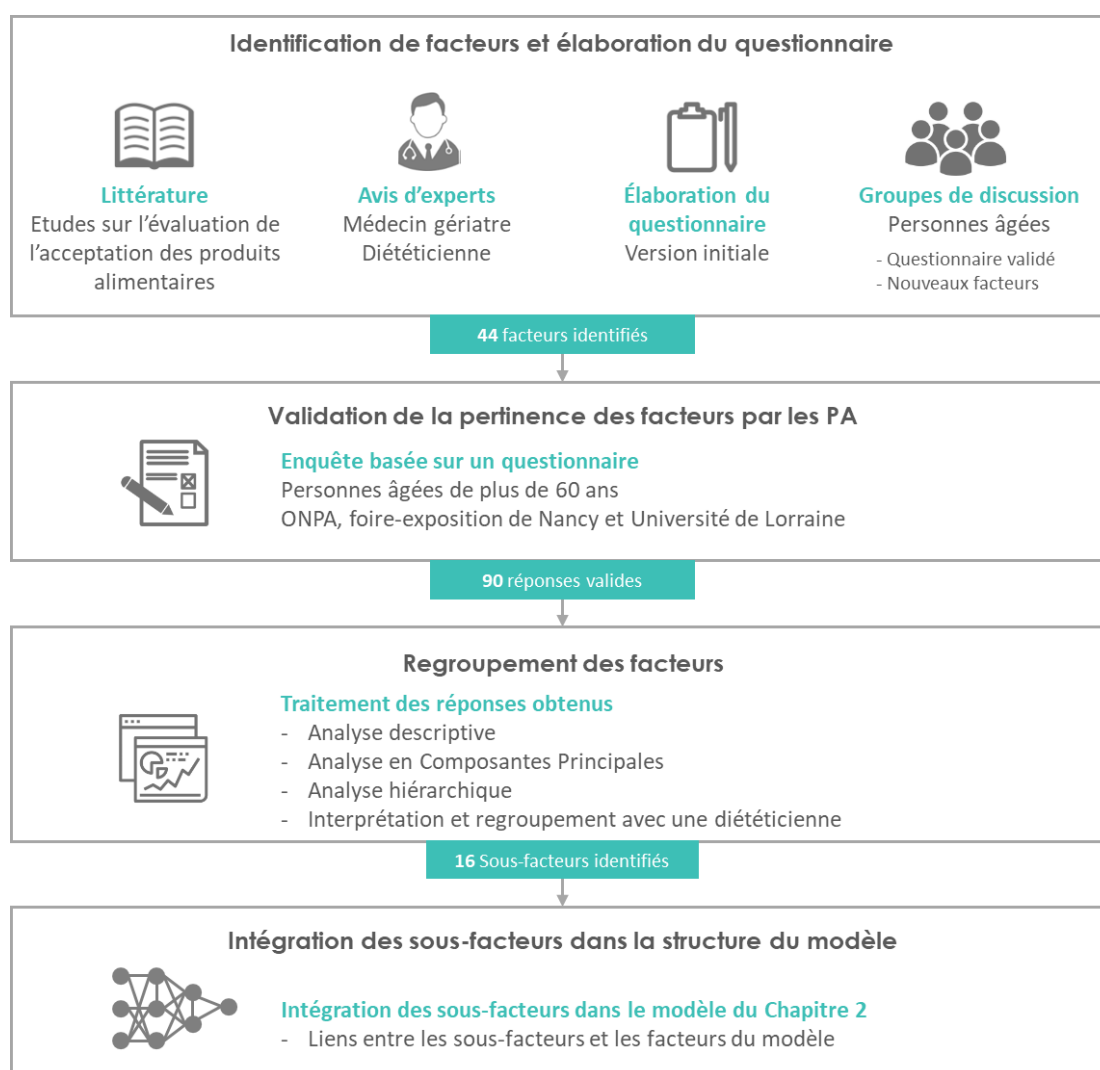 Identification de facteurs et élaboration du questionnaire
Littérature
Etudes sur l'évaluation de
l'acceptation des produits
alimentaires
Avis d'experts
Médecin gériatre
Diététicienne
Élaboration du
questionnaire
Version initiale
Groupes de discussion
Personnes âgées
- Questionnaire validé
- Nouveaux facteurs
44 facteurs identifiés
Validation de la pertinence des facteurs par les PA
Enquête basée sur un questionnaire
Personnes âgées de plus de 60 ans
ONPA, foire-exposition de Nancy et Université de Lorraine
90 réponses valides
Regroupement des facteurs
Traitement des réponses obtenus
- Analyse descriptive
- Analyse en Composantes Principales
- Analyse hiérarchique
- Interprétation et regroupement avec une diététicienne
16 Sous-facteurs identifiés
Intégration des sous-facteurs dans la structure du modèle
Intégration des sous-facteurs dans le modèle du Chapitre 2
- Liens entre les sous-facteurs et les facteurs du modèle